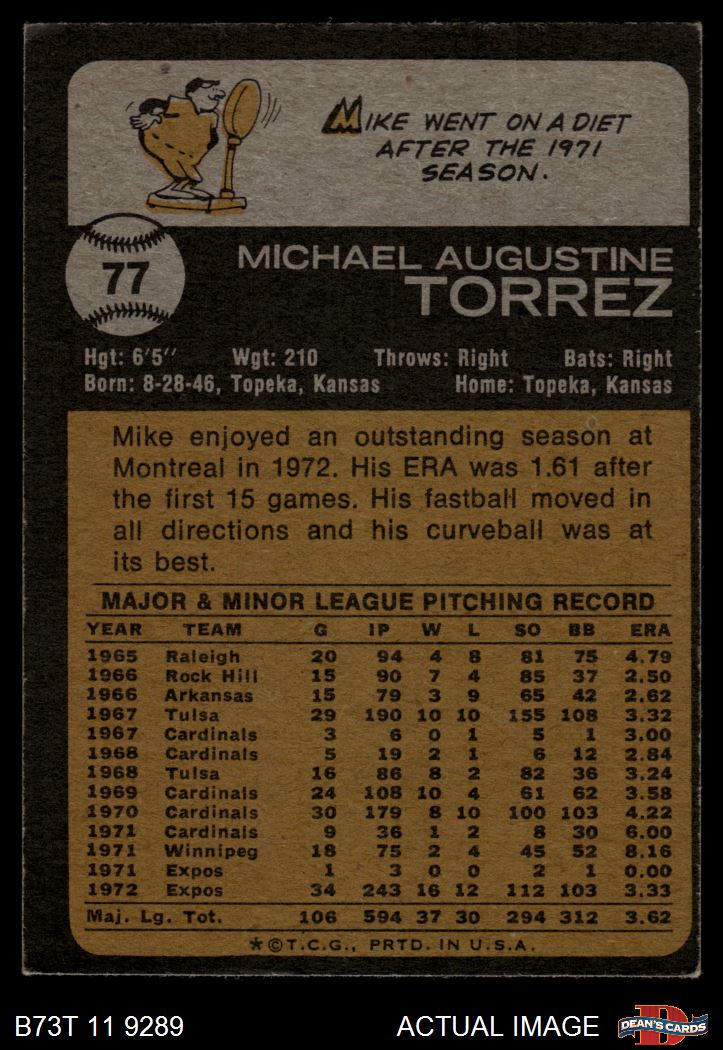 MIKE WENT ON A DIET
AFTER THE 1971
SEASON.
77
MICHAEL AUGUSTINE
TORREZ
Hgt: 6'5" Wgt: 210 Throws: Right Bats: Right
Born: 8-28-46, Topeka, Kansas Home: Topeka, Kansas
Mike enjoyed an outstanding season at
Montreal in 1972. His ERA was 1.61 after
the first 15 games. His fastball moved in
all directions and his curveball was at
its best.
MAJOR & MINOR LEAGUE PITCHING RECORD
YEAR TEAM G IP W L SO BB ERA
1965 Raleigh 20 94 4 8 81 75 4.79
1966 Rock Hill 15 90 7 4 85 37 2.50
1966 Arkansas 15 79 3 9 65 42 2.62
1967 Tulsa 29 190 10 10 155 108 3.32
1967 Cardinals 3 6 0 1 5 1 3.00
1968 Cardinals 5 19 2 1 6 12 2.84
1968 Tulsa 16 86 8 2 82 36 3.24
1969 Cardinals 24 108 10 4 61 62 3.58
1970 Cardinals 30 179 8 10 100 103 4.22
1971 Cardinals 9 36 1 2 8 30 6.00
1971 Winnipeg 18 75 2 4 45 52 8.16
1971 Expos 1 3 0 0 2 1 0.00
1972 Expos 34 243 16 12 112 103 3.33
Maj. Lg. Tot. 106 594 37 30 294 312 3.62
*©T.C.G., PRTD. IN U.S.A.
B73T 11 9289 ACTUAL IMAGE
D
DEAN'S CARDS